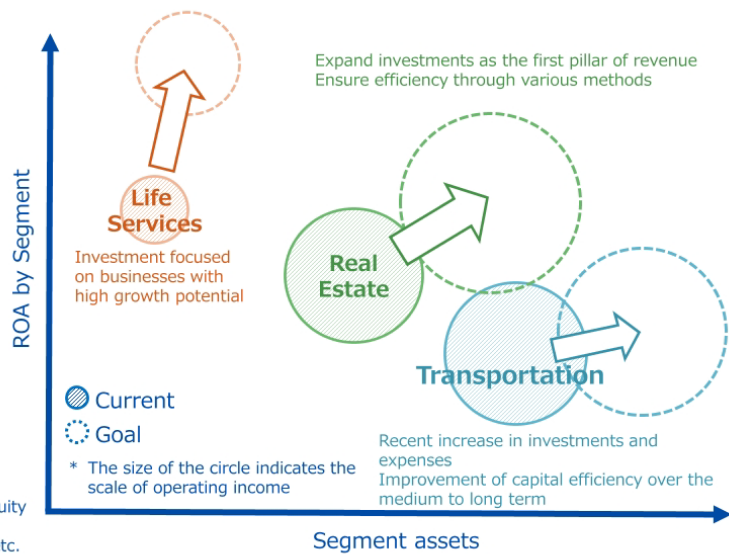 Expand investments as the first pillar of revenue
Ensure efficiency through various methods
ROA by Segment
Life
Services
Investment focused
on businesses with
high growth potential
Real
Estate
Transportation
Current
Goal
* The size of the circle indicates the
scale of operating income
Recent increase in investments and
expenses
Improvement of capital efficiency over the
medium to long term
Segment assets
etc.